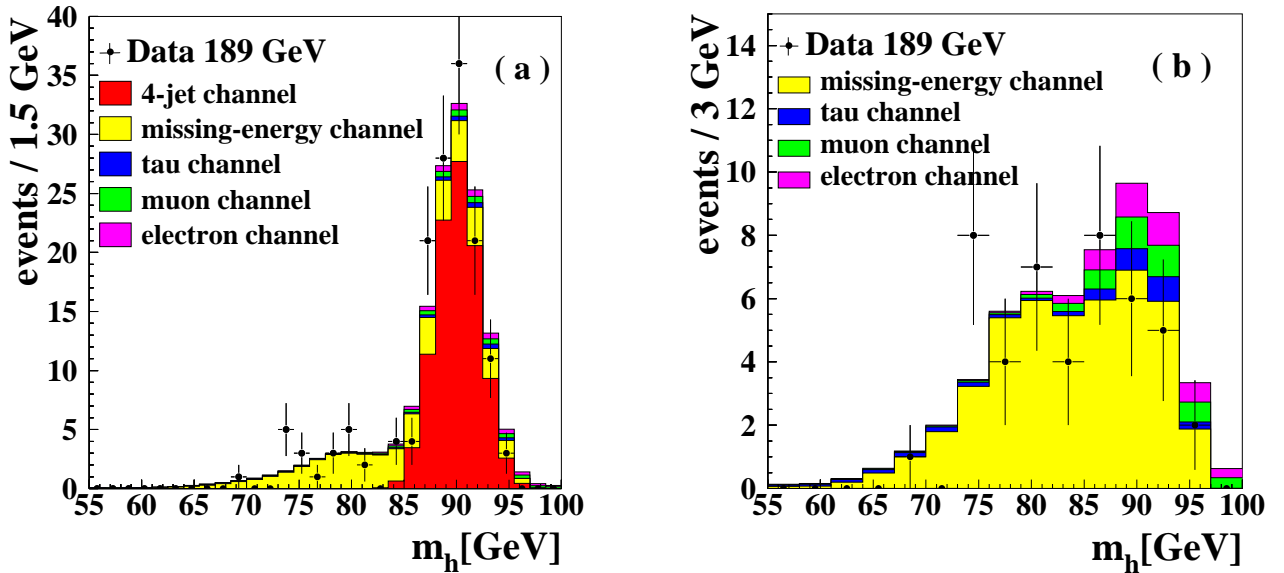 events / 1.5 GeV
40
35
30
25
20
15
10
5
0
Data 189 GeV
( a )
4-jet channel
missing-energy channel
tau channel
muon channel
electron channel
55 60 65 70 75 80 85 90 95 100
m_h[GeV]
events / 3 GeV
14
12
10
8
6
4
2
0
Data 189 GeV
( b )
missing-energy channel
tau channel
muon channel
electron channel
55 60 65 70 75 80 85 90 95 100
m_h[GeV]